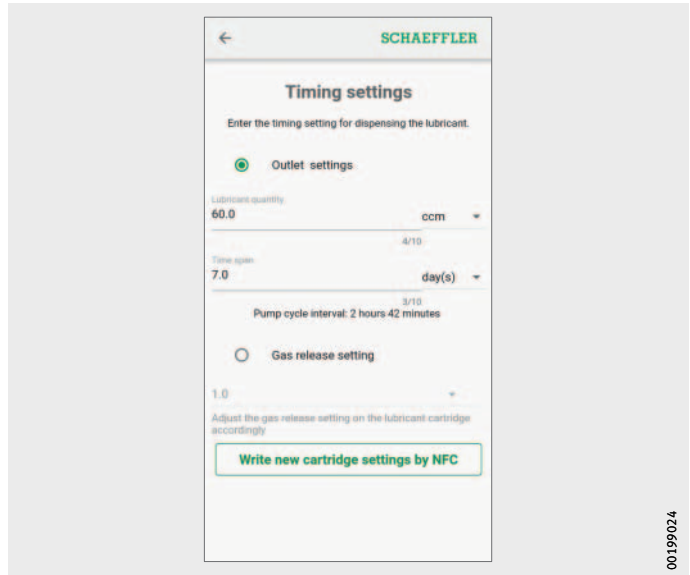 SCHAEFFLER
Timing settings
Enter the timing setting for dispensing the lubricant.
Outlet settings
Lubricant quantity
60.0 ccm
4/10
Time span
7.0 day(s)
3/10
Pump cycle interval: 2 hours 42 minutes
Gas release setting
1.0
Adjust the gas release setting on the lubricant cartridge
accordingly
Write new cartridge settings by NFC
00199024